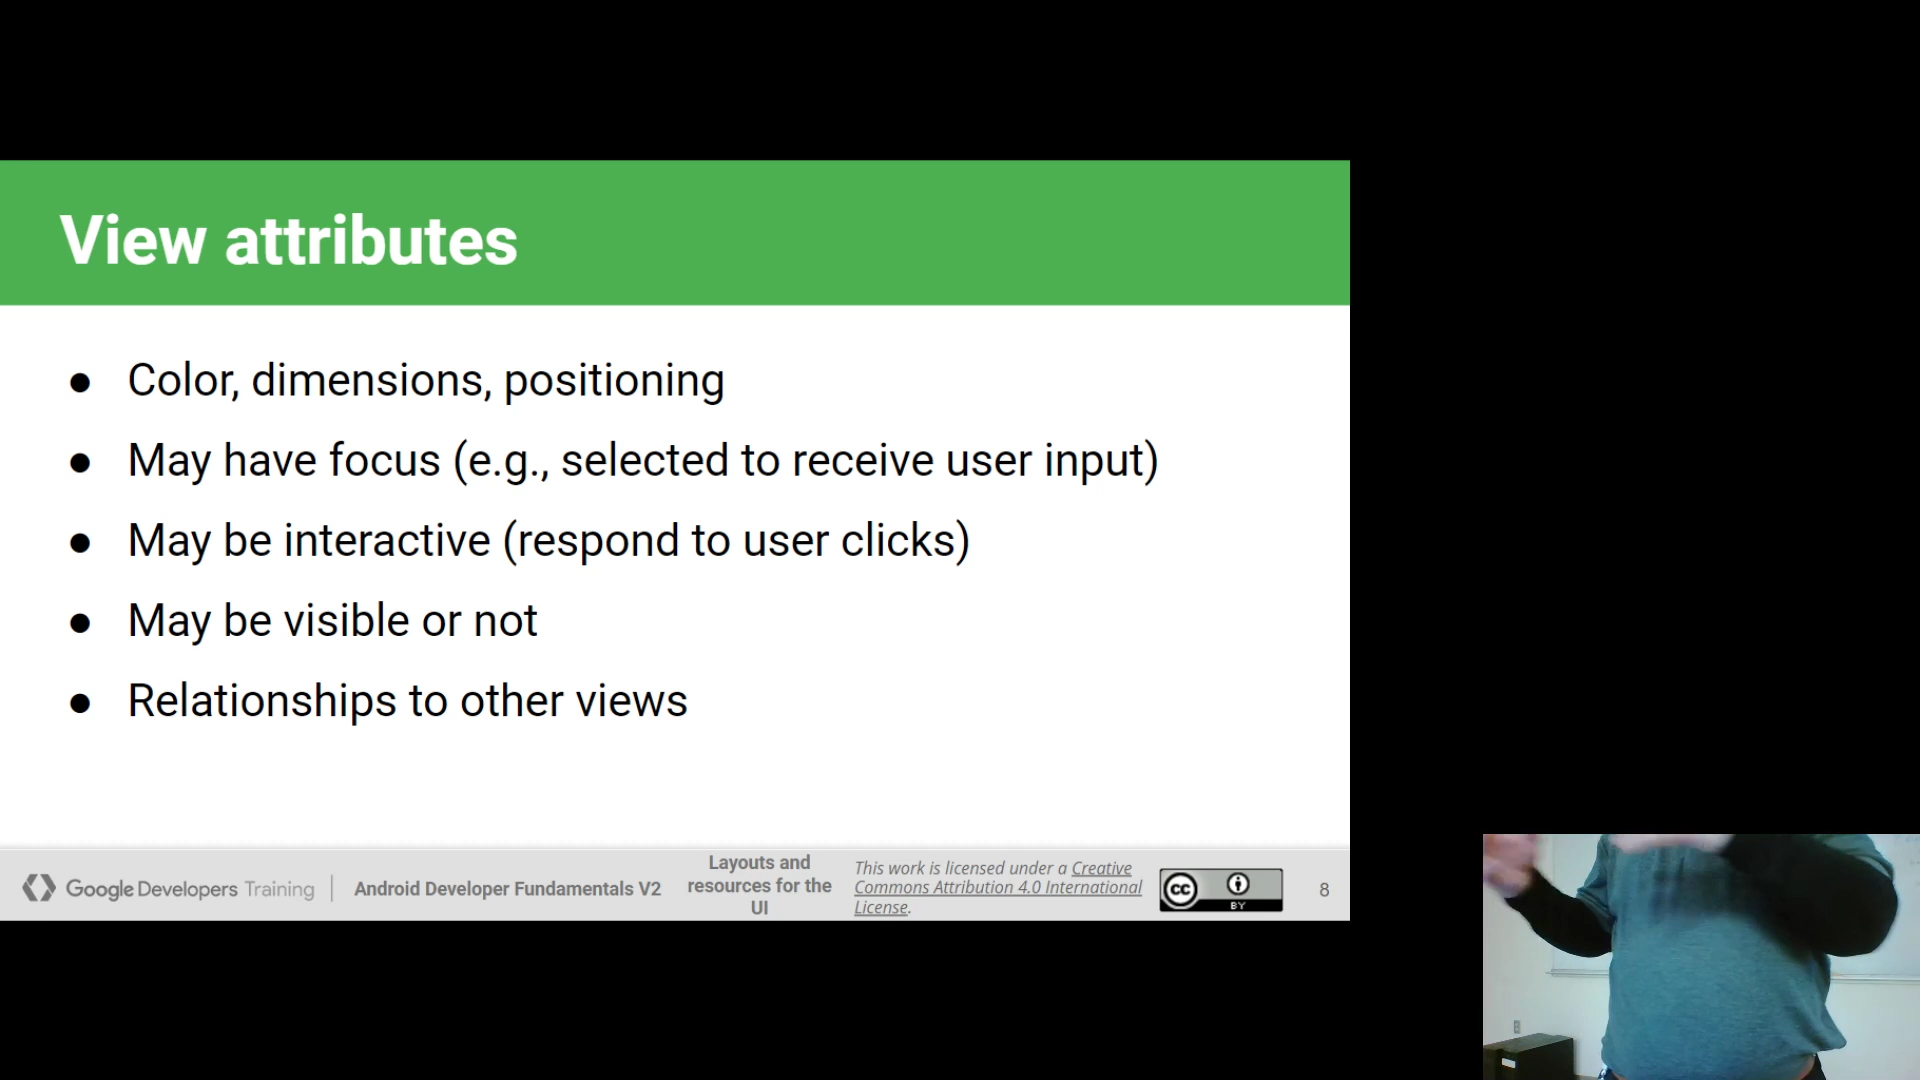 View attributes
● Color, dimensions, positioning
● May have focus (e.g., selected to receive user input)
● May be interactive (respond to user clicks)
● May be visible or not
● Relationships to other views
Google Developers Training
Android Developer Fundamentals V2
Layouts and
resources for the
UI
This work is licensed under a Creative
Commons Attribution 4.0 International
License.
cc
BY
8